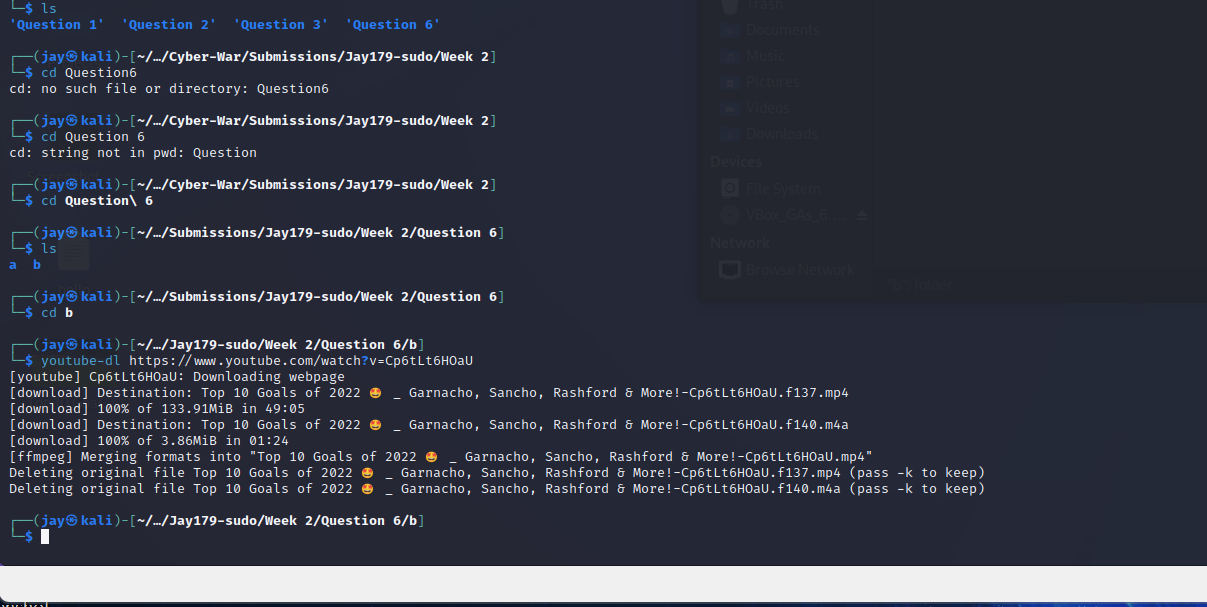 └─$ ls
'Question 1'  'Question 2'  'Question 3'  'Question 6'
┌──(jay㉿kali)-[~/…/Cyber-War/Submissions/Jay179-sudo/Week 2]
└─$ cd Question6
cd: no such file or directory: Question6
┌──(jay㉿kali)-[~/…/Cyber-War/Submissions/Jay179-sudo/Week 2]
└─$ cd Question 6
cd: string not in pwd: Question
┌──(jay㉿kali)-[~/…/Cyber-War/Submissions/Jay179-sudo/Week 2]
└─$ cd Question\ 6
┌──(jay㉿kali)-[~/…/Submissions/Jay179-sudo/Week 2/Question 6]
└─$ ls
a  b
┌──(jay㉿kali)-[~/…/Submissions/Jay179-sudo/Week 2/Question 6]
└─$ cd b
┌──(jay㉿kali)-[~/…/Jay179-sudo/Week 2/Question 6/b]
└─$ youtube-dl https://www.youtube.com/watch?v=Cp6tLt6HOaU
[youtube] Cp6tLt6HOaU: Downloading webpage
[download] Destination: Top 10 Goals of 2022 🤩 _ Garnacho, Sancho, Rashford & More!-Cp6tLt6HOaU.f137.mp4
[download] 100% of 133.91MiB in 49:05
[download] Destination: Top 10 Goals of 2022 🤩 _ Garnacho, Sancho, Rashford & More!-Cp6tLt6HOaU.f140.m4a
[download] 100% of 3.86MiB in 01:24
[ffmpeg] Merging formats into "Top 10 Goals of 2022 🤩 _ Garnacho, Sancho, Rashford & More!-Cp6tLt6HOaU.mp4"
Deleting original file Top 10 Goals of 2022 🤩 _ Garnacho, Sancho, Rashford & More!-Cp6tLt6HOaU.f137.mp4 (pass -k to keep)
Deleting original file Top 10 Goals of 2022 🤩 _ Garnacho, Sancho, Rashford & More!-Cp6tLt6HOaU.f140.m4a (pass -k to keep)
┌──(jay㉿kali)-[~/…/Jay179-sudo/Week 2/Question 6/b]
└─$
Trash
Documents
Music
Pictures
Videos
Downloads
Devices
File System
VBox_GAs_6....
Network
Browse Network